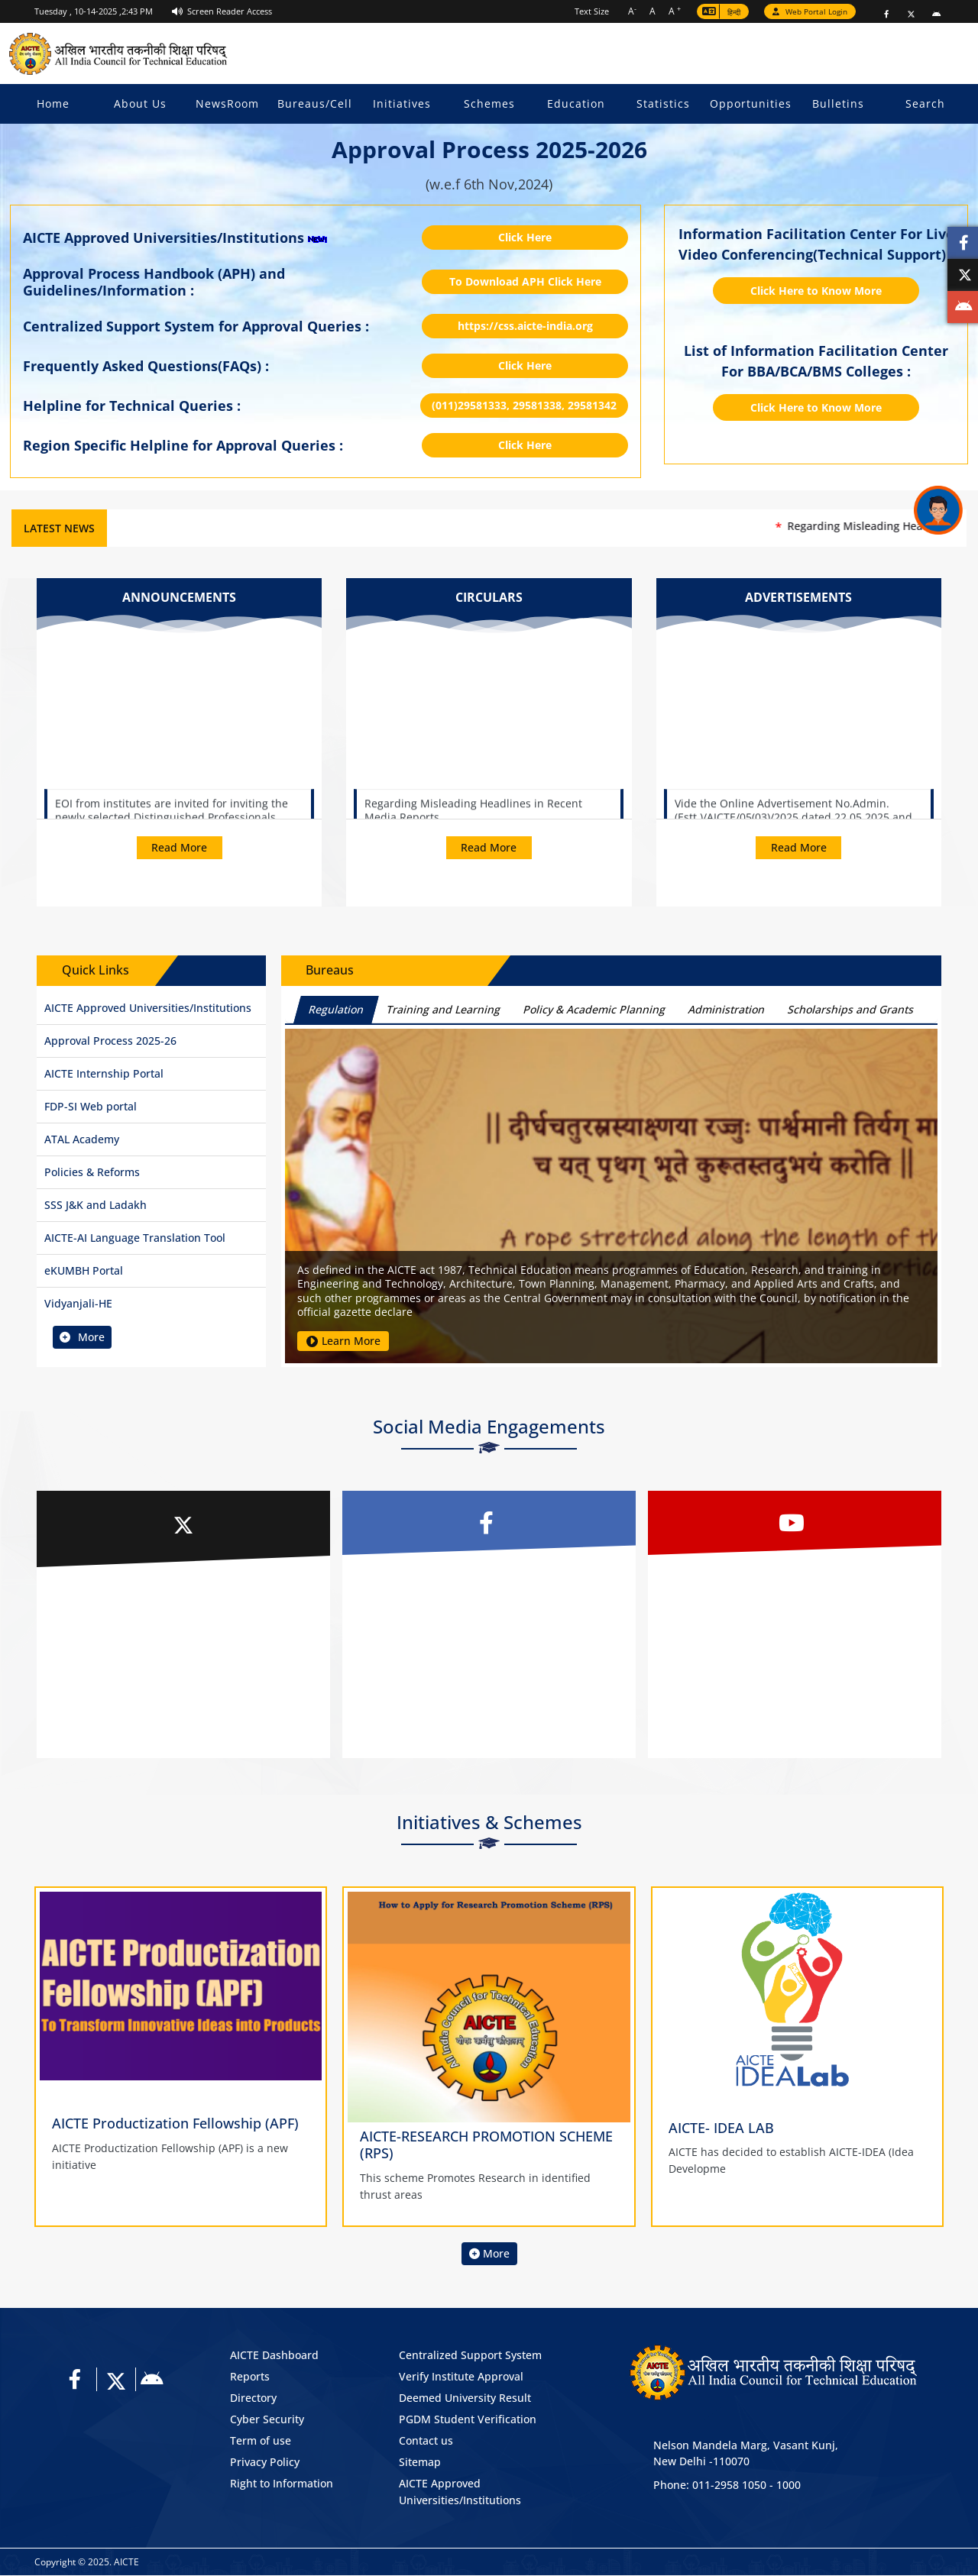 Tuesday , 10-14-2025 ,2:43 PM
Screen Reader Access
Text Size
A-
A
A +
हिन्दी
Web Portal Login
अखिल भारतीय तकनीकी शिक्षा परिषद्
All India Council for Technical Education
Home
About Us
NewsRoom
Bureaus/Cell
Initiatives
Schemes
Education
Statistics
Opportunities
Bulletins
Search
Approval Process 2025-2026
(w.e.f 6th Nov,2024)
AICTE Approved Universities/Institutions
Click Here
Approval Process Handbook (APH) and
Guidelines/Information :
To Download APH Click Here
Centralized Support System for Approval Queries :
https://css.aicte-india.org
Frequently Asked Questions(FAQs) :
Click Here
Helpline for Technical Queries :
(011)29581333, 29581338, 29581342
Region Specific Helpline for Approval Queries :
Click Here
Information Facilitation Center For Live
Video Conferencing(Technical Support)
Click Here to Know More
List of Information Facilitation Center
For BBA/BCA/BMS Colleges :
Click Here to Know More
LATEST NEWS
* Regarding Misleading
ANNOUNCEMENTS
EOI from institutes are invited for inviting the
newly selected Distinguished Professionals
Read More
CIRCULARS
Regarding Misleading Headlines in Recent
Media Reports
Read More
ADVERTISEMENTS
Vide the Online Advertisement No.Admin.
(Estt.)/AICTE/05(03)/2025 dated 22.05.2025 and
Read More
Quick Links
AICTE Approved Universities/Institutions
Approval Process 2025-26
AICTE Internship Portal
FDP-SI Web portal
ATAL Academy
Policies & Reforms
SSS J&K and Ladakh
AICTE-AI Language Translation Tool
eKUMBH Portal
Vidyanjali-HE
More
Bureaus
Regulation
Training and Learning
Policy & Academic Planning
Administration
Scholarships and Grants
|| दीर्घचतुरस्रस्याक्ष्णया रज्जुः पार्श्वमानी तिर्यग्
च यत् पृथग् भूते कुरूतस्तदुभयं करोति ||
A rope stretched along the length of th
As defined in the AICTE act 1987, Technical Education means programmes of Education, Research, and training in
Engineering and Technology, Architecture, Town Planning, Management, Pharmacy, and Applied Arts and Crafts, and
such other programmes or areas as the Central Government may in consultation with the Council, by notification in the
official gazette declare
Learn More
Social Media Engagements
Initiatives & Schemes
AICTE Productization
Fellowship (APF)
To Transform Innovative Ideas into Products
AICTE Productization Fellowship (APF)
AICTE Productization Fellowship (APF) is a new
initiative
How to Apply for Research Promotion Scheme (RPS)
All India Council for Technical Education
AICTE
AICTE-RESEARCH PROMOTION SCHEME
(RPS)
This scheme Promotes Research in identified
thrust areas
AICTE
IDEALab
AICTE- IDEA LAB
AICTE has decided to establish AICTE-IDEA (Idea
Developme
More
AICTE Dashboard
Reports
Directory
Cyber Security
Term of use
Privacy Policy
Right to Information
Centralized Support System
Verify Institute Approval
Deemed University Result
PGDM Student Verification
Contact us
Sitemap
AICTE Approved
Universities/Institutions
अखिल भारतीय तकनीकी शिक्षा परिषद्
All India Council for Technical Education
Nelson Mandela Marg, Vasant Kunj,
New Delhi -110070
Phone: 011-2958 1050 - 1000
Copyright © 2025. AICTE